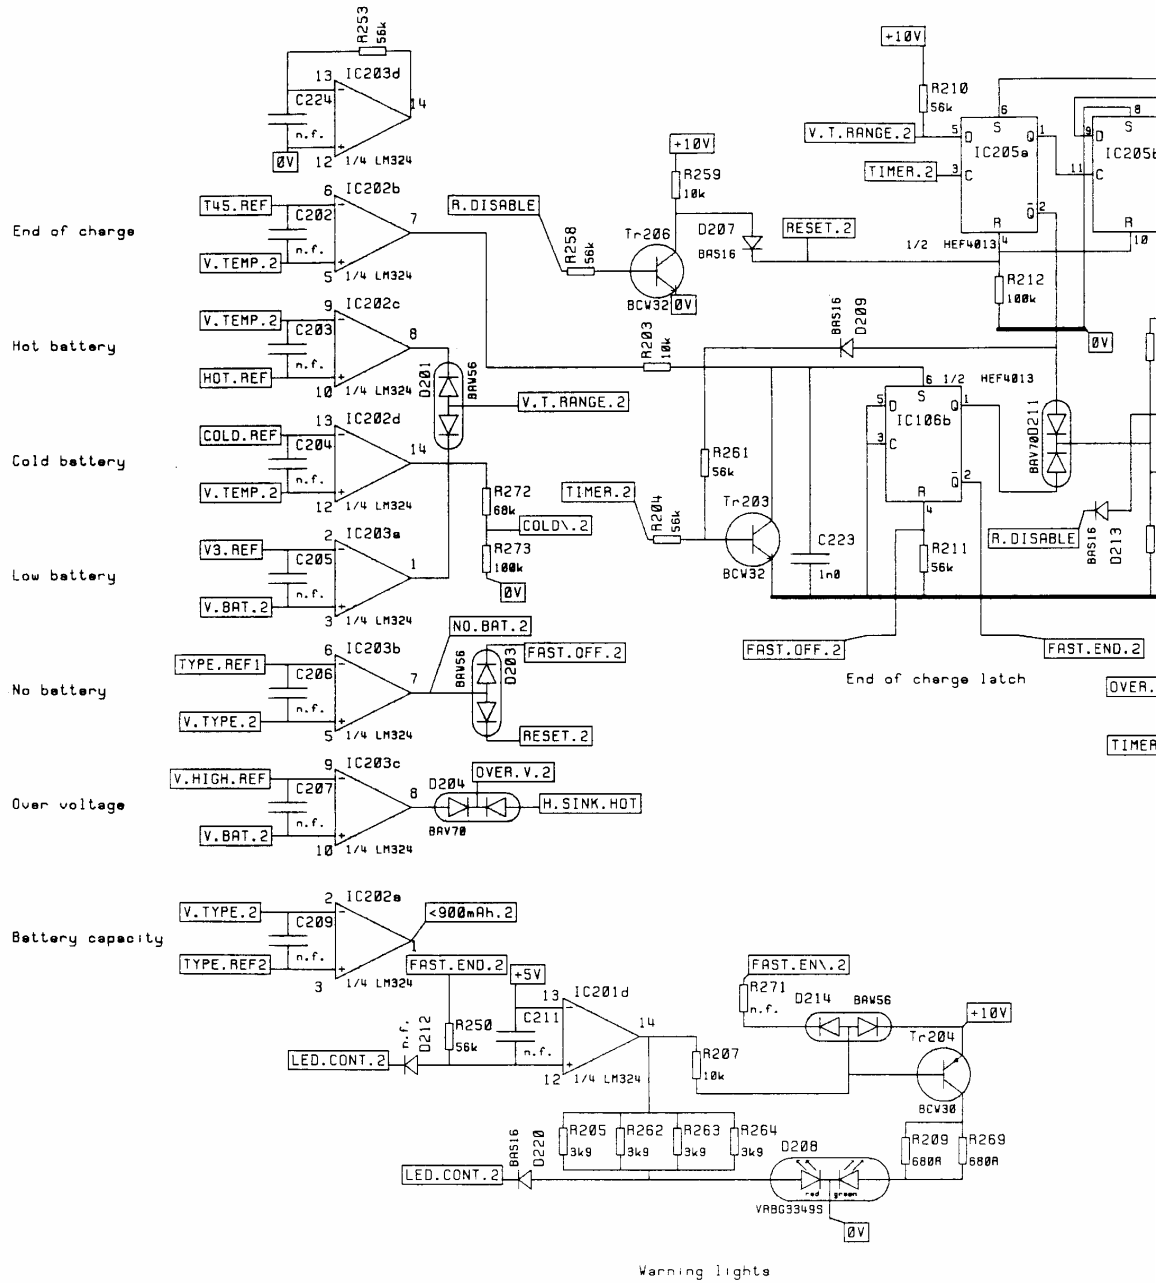 R253
56k
13
IC203d
C224
n.f.
14
0V
12
1/4 LM324
+10V
R210
56k
V.T.RANGE.2
5
D
6
S
Q
1
IC205a
TIMER.2
3
C
Q
2
R
4
1/2 HEF4013
8
S
9
D
IC205b
11
C
R
10
+10V
R259
10k
R.DISABLE
R258
56k
Tr206
BCW32
0V
D207
BAS16
RESET.2
R212
100k
0V
End of charge
T45.REF
6
IC202b
C202
n.f.
7
V.TEMP.2
5
1/4 LM324
Hot battery
V.TEMP.2
9
IC202c
C203
n.f.
8
HOT.REF
10
1/4 LM324
D201
BAW56
V.T.RANGE.2
R203
10k
BAS16
D209
6
1/2 HEF4013
S
5
D
Q
1
IC106b
3
C
Q
2
R
4
BAV70
D211
Cold battery
COLD.REF
13
IC202d
C204
n.f.
14
V.TEMP.2
12
1/4 LM324
R272
68k
COLD\.2
R273
100k
0V
R261
56k
TIMER.2
R204
56k
Tr203
BCW32
C223
1n0
R211
56k
R.DISABLE
BAS16
D213
Low battery
V3.REF
2
IC203a
C205
n.f.
1
V.BAT.2
3
1/4 LM324
FAST.OFF.2
FAST.END.2
End of charge latch
OVER.
TIMER
No battery
TYPE.REF1
6
IC203b
C206
n.f.
7
V.TYPE.2
5
1/4 LM324
NO.BAT.2
BAW56
D203
FAST.OFF.2
RESET.2
Over voltage
V.HIGH.REF
9
IC203c
C207
n.f.
8
V.BAT.2
10
1/4 LM324
D204
BAV70
OVER.V.2
H.SINK.HOT
Battery capacity
V.TYPE.2
2
IC202a
C209
n.f.
1
TYPE.REF2
3
1/4 LM324
<900mAh.2
FAST.END.2
+5V
R250
56k
n.f.
D212
LED.CONT.2
13
IC201d
C211
n.f.
14
12
1/4 LM324
R207
10k
FAST.EN\.2
R271
n.f.
D214
BAW56
+10V
Tr204
BCW30
R205
3k9
R262
3k9
R263
3k9
R264
3k9
BAS16
D220
LED.CONT.2
D208
red
green
VRBG3349S
0V
R209
680R
R269
680R
Warning lights